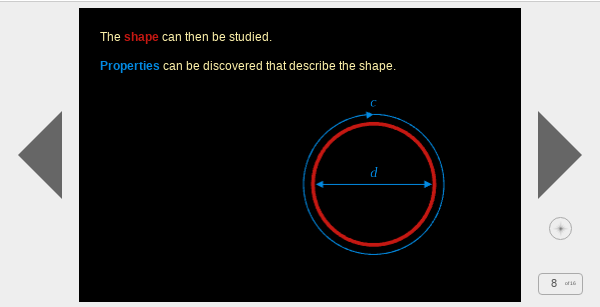 The shape can then be studied.
Properties can be discovered that describe the shape.
c
d
8 of 16